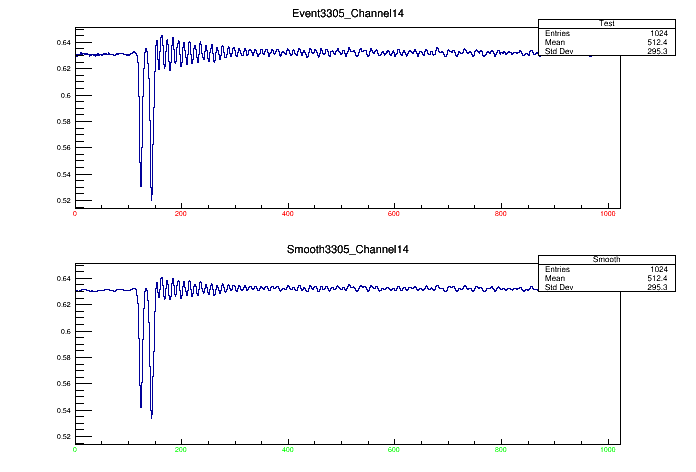 Event3305_Channel14
Test
Entries 1024
Mean 512.4
Std Dev 295.3
0.64
0.62
0.6
0.58
0.56
0.54
0.52
0 200 400 600 800 1000
Smooth3305_Channel14
Smooth
Entries 1024
Mean 512.4
Std Dev 295.3
0.64
0.62
0.6
0.58
0.56
0.54
0.52
0 200 400 600 800 1000